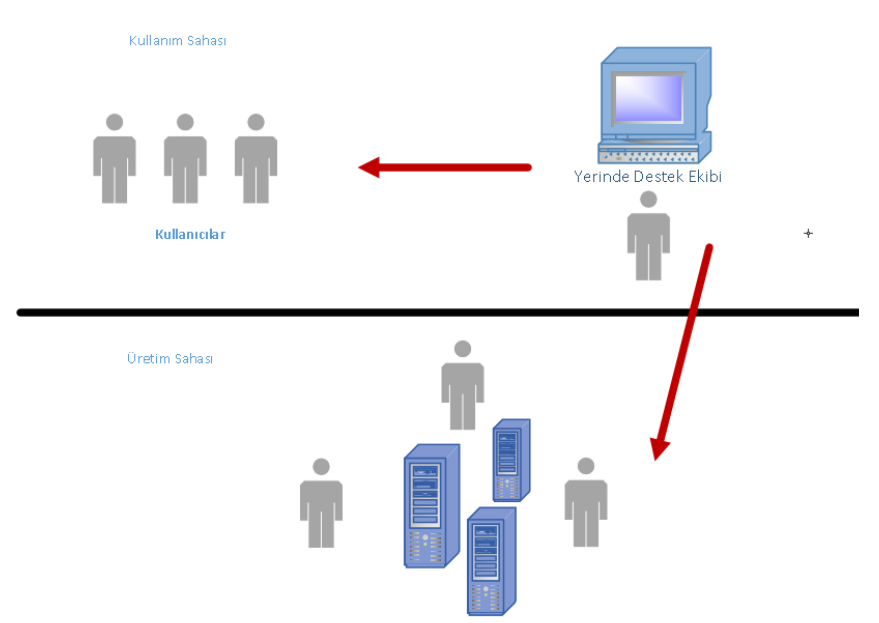 Kullanım Sahası
Yerinde Destek Ekibi
Kullanıcılar
Üretim Sahası